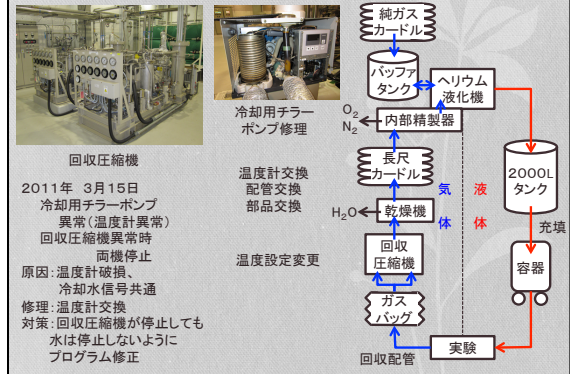 純ガス
カードル
バッファ
タンク
ヘリウム
液化機
冷却用チラー
ポンプ修理
O₂
N₂
内部精製器
回収圧縮機
温度計交換
配管交換
部品交換
長尺
カードル
気
体
液
体
2000L
タンク
H₂O
乾燥機
充填
2011年 3月15日
冷却用チラーポンプ
異常(温度計異常)
回収圧縮機異常時
両機停止
原因:温度計破損、
冷却水信号共通
修理:温度計交換
対策:回収圧縮機が停止しても
水は停止しないように
プログラム修正
温度設定変更
回収
圧縮機
容器
ガス
バッグ
回収配管
実験